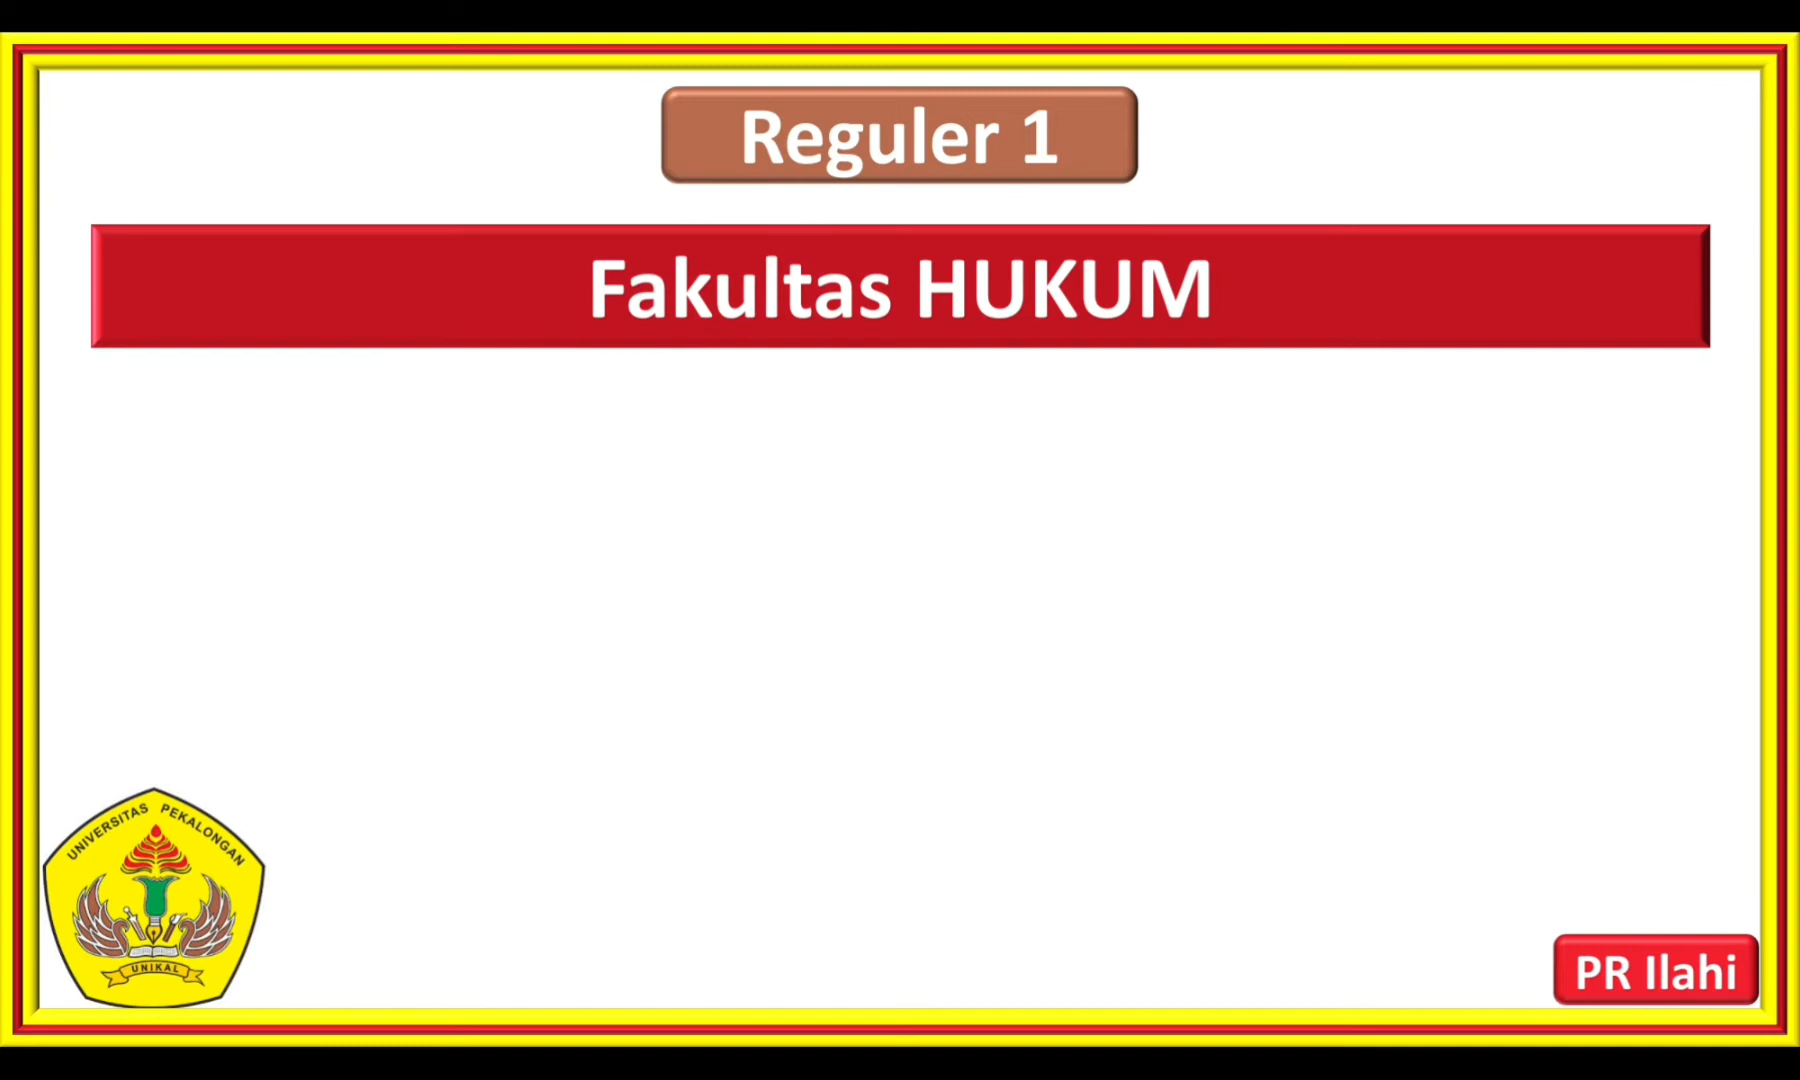 Reguler 1
Fakultas HUKUM
UNIVERSITAS PEKALONGAN
UNIKAL
PR Ilahi